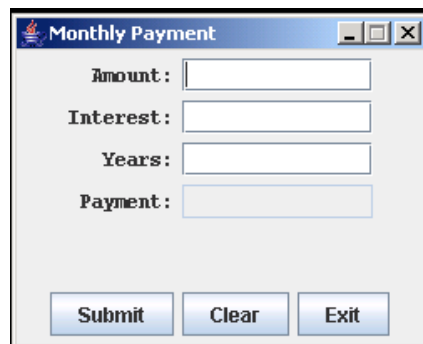 Monthly Payment
Amount:
Interest:
Years:
Payment:
Submit Clear Exit